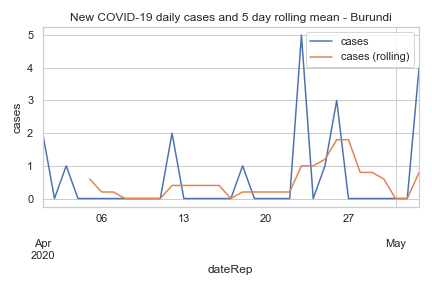 New COVID-19 daily cases and 5 day rolling mean - Burundi
cases
cases (rolling)
5
4
3
2
1
0
cases
06
13
20
27
Apr
2020
May
dateRep